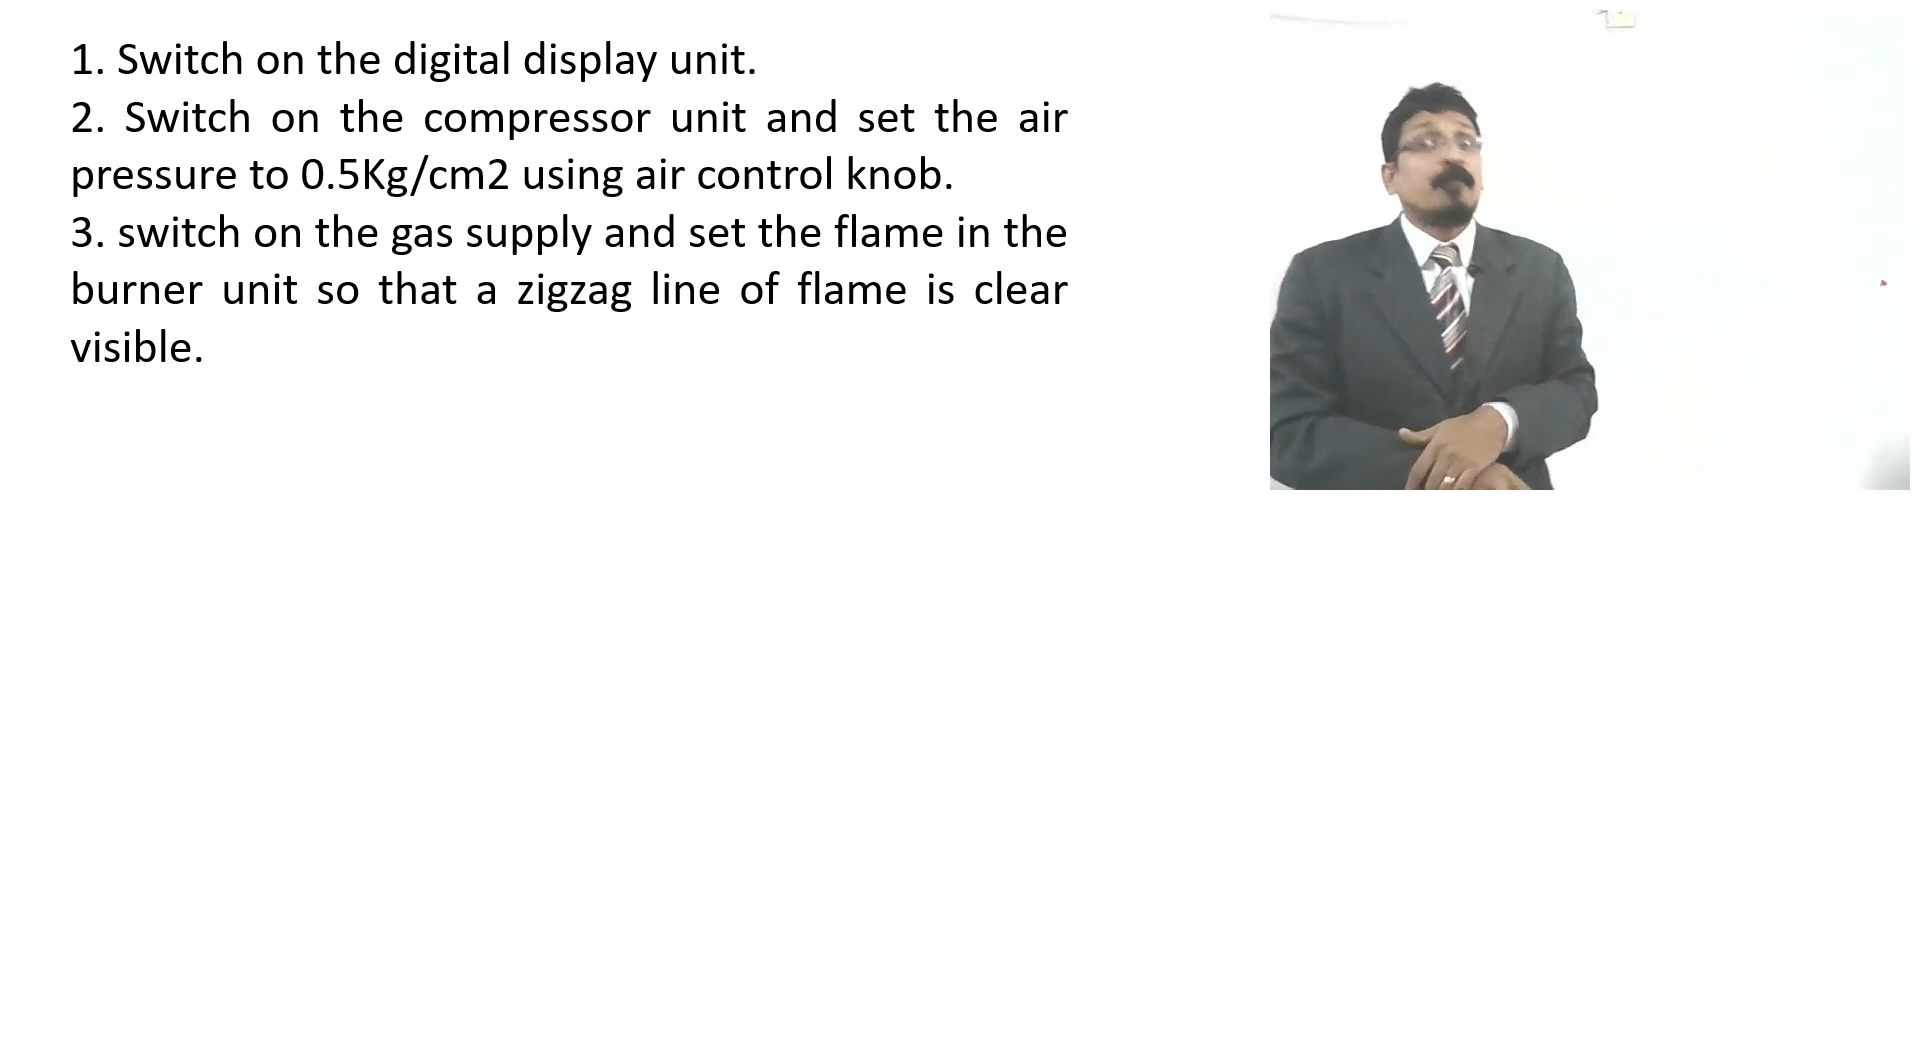 1. Switch on the digital display unit.
2. Switch on the compressor unit and set the air
pressure to 0.5Kg/cm2 using air control knob.
3. switch on the gas supply and set the flame in the
burner unit so that a zigzag line of flame is clear
visible.